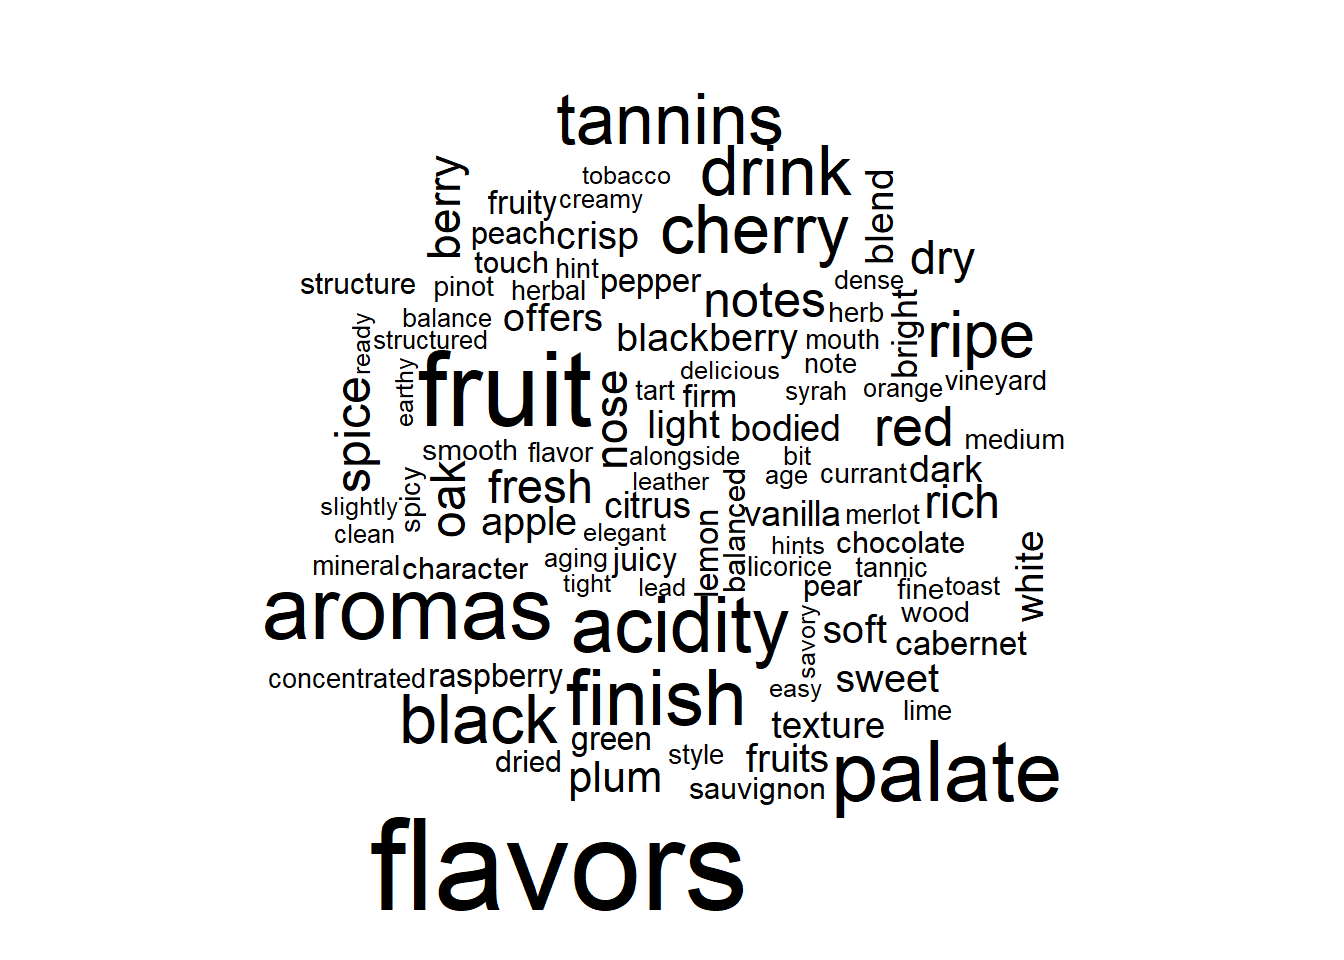 tannins
drink
tobacco
berry
blend
fruity
creamy
cherry
peach
crisp
dry
touch
hint
structure
pinot
herbal
pepper
dense
notes
herb
bright
balance
offers
ripe
ready
structured
blackberry
mouth
delicious
note
fruit
earthy
spice
nose
tart
firm
syrah
orange
vineyard
light
bodied
red
medium
smooth
flavor
alongside
bit
leather
age
currant
dark
slightly
spicy
oak
fresh
citrus
balanced
vanilla
merlot
rich
clean
apple
elegant
lemon
hints
chocolate
white
mineral
character
aging
juicy
licorice
tannic
tight
lead
pear
fine
toast
aromas
acidity
savory
soft
wood
cabernet
concentrated
raspberry
finish
easy
sweet
black
green
texture
lime
dried
plum
style
fruits
sauvignon
palate
flavors